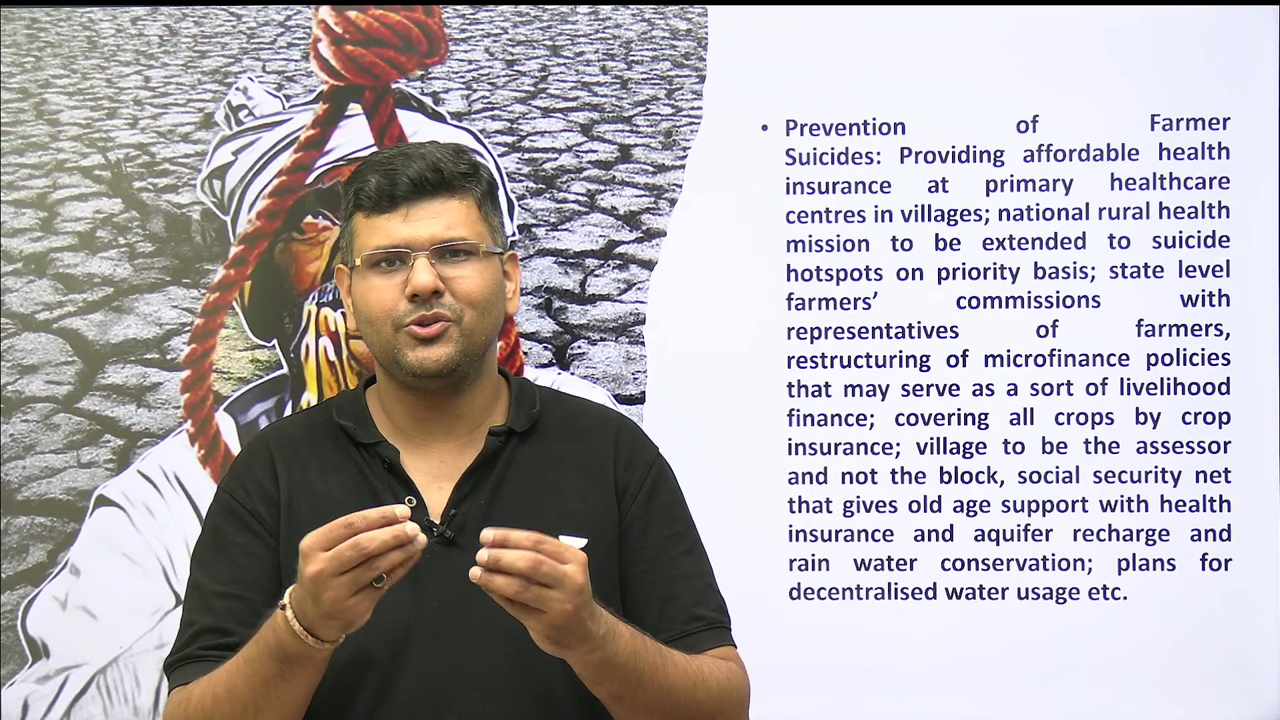 • Prevention of Farmer
Suicides: Providing affordable health
insurance at primary healthcare
centres in villages; national rural health
mission to be extended to suicide
hotspots on priority basis; state level
farmers’ commissions with
representatives of farmers,
restructuring of microfinance policies
that may serve as a sort of livelihood
finance; covering all crops by crop
insurance; village to be the assessor
and not the block, social security net
that gives old age support with health
insurance and aquifer recharge and
rain water conservation; plans for
decentralised water usage etc.